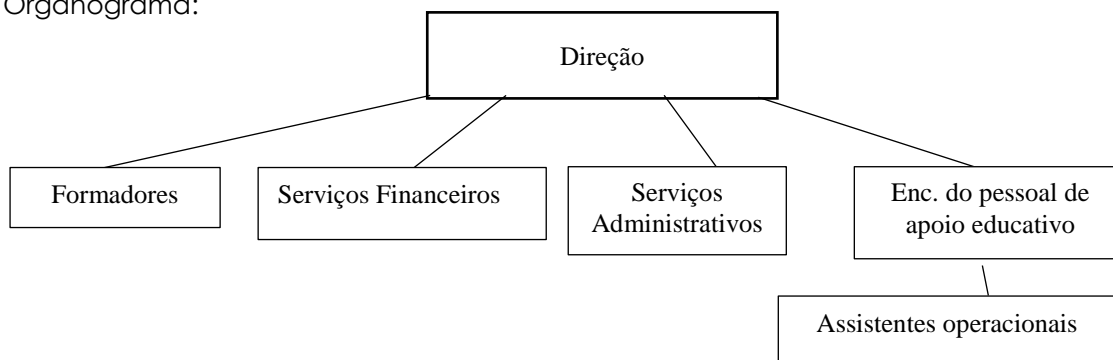 Organograma:
Direção
Formadores
Serviços Financeiros
Serviços
Administrativos
Enc. do pessoal de
apoio educativo
Assistentes operacionais